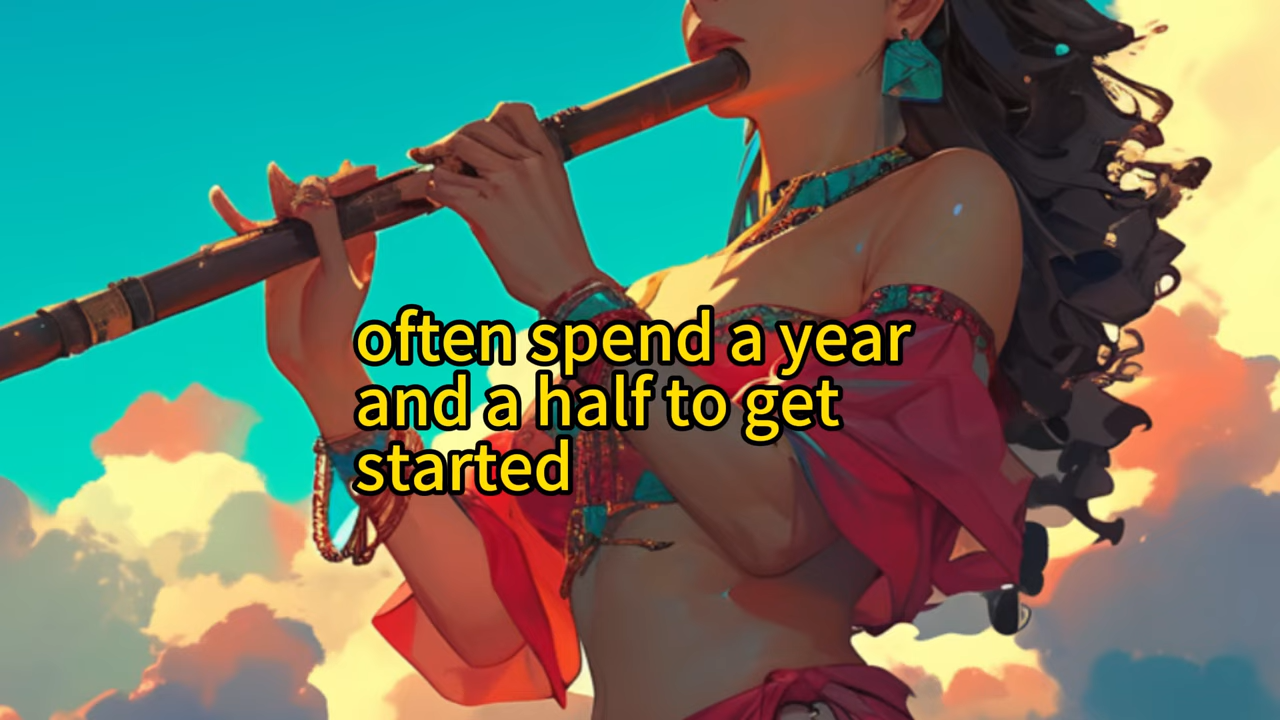 often spend a year
and a half to get
started